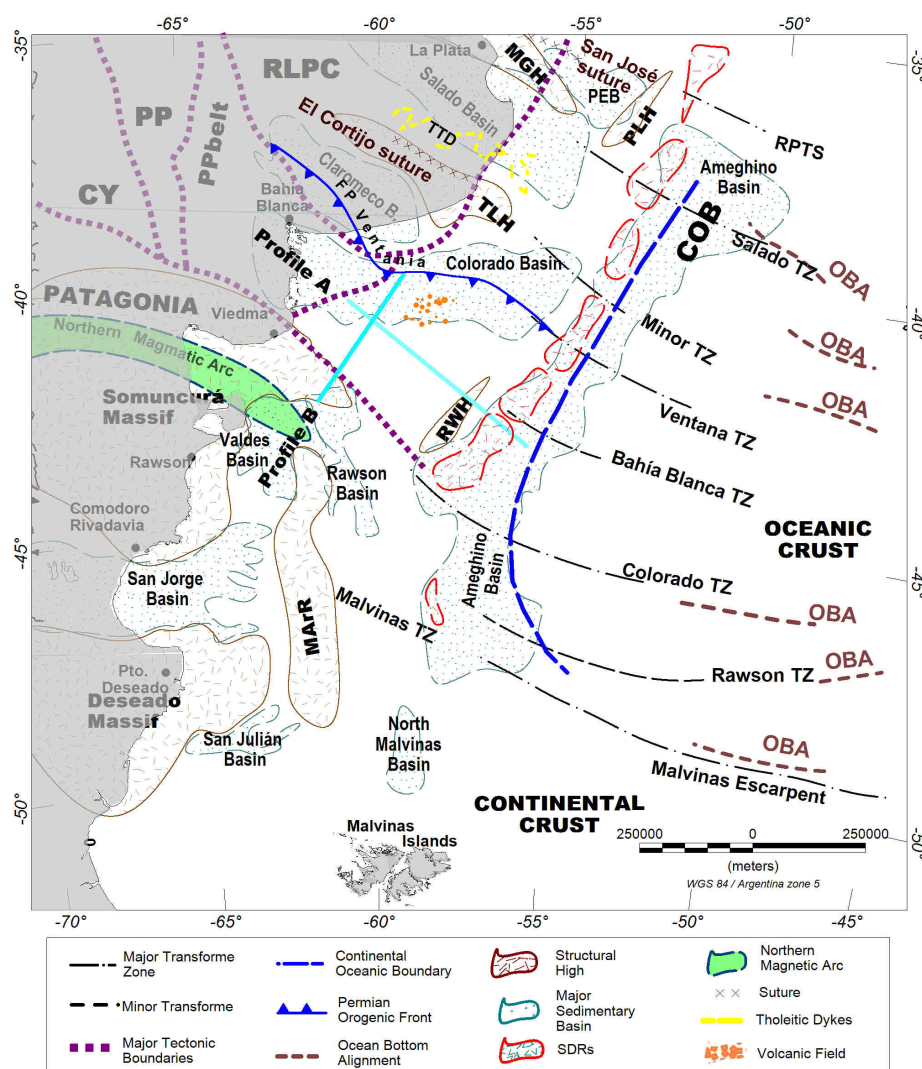 -70°
-65°
-60°
-55°
-50°
-35°
-35°
La Plata
MGH
San José
suture
RLPC
Salado Basin
PEB
PP
PPbelt
El Cortijo suture
TTD
PLH
RPTS
Ameghino
Basin
CY
Claromeco B.
Bahía
Blanca
FP Ventania
TLH
COB
Salado TZ
OBA
Profile A
Colorado Basin
-40°
-40°
PATAGONIA
Viedma
Minor TZ
OBA
Northern Magmatic Arc
Ventana TZ
OBA
Somuncurá
Massif
RWH
Valdes
Basin
Profile B
Bahía Blanca TZ
Rawson
Rawson
Basin
Comodoro
Rivadavia
OCEANIC
CRUST
-45°
-45°
San Jorge
Basin
Ameghino
Basin
Colorado TZ
OBA
MArR
Malvinas TZ
Pto.
Deseado
Rawson TZ
OBA
Deseado
Massif
San Julián
Basin
North
Malvinas
Basin
OBA
Malvinas Escarpent
-50°
-50°
CONTINENTAL
CRUST
0
Malvinas
Islands
250000
0
250000
(meters)
WGS 84 / Argentina zone 5
-70°
-65°
-60°
-55°
-50°
-45°
Major Transforme
Zone
Continental
Oceanic Boundary
Structural
High
Northern
Magmatic Arc
Minor Transforme
Permian
Orogenic Front
Major
Sedimentary
Basin
Suture
Tholeitic Dykes
Major Tectonic
Boundaries
Ocean Bottom
Alignment
SDRs
Volcanic Field